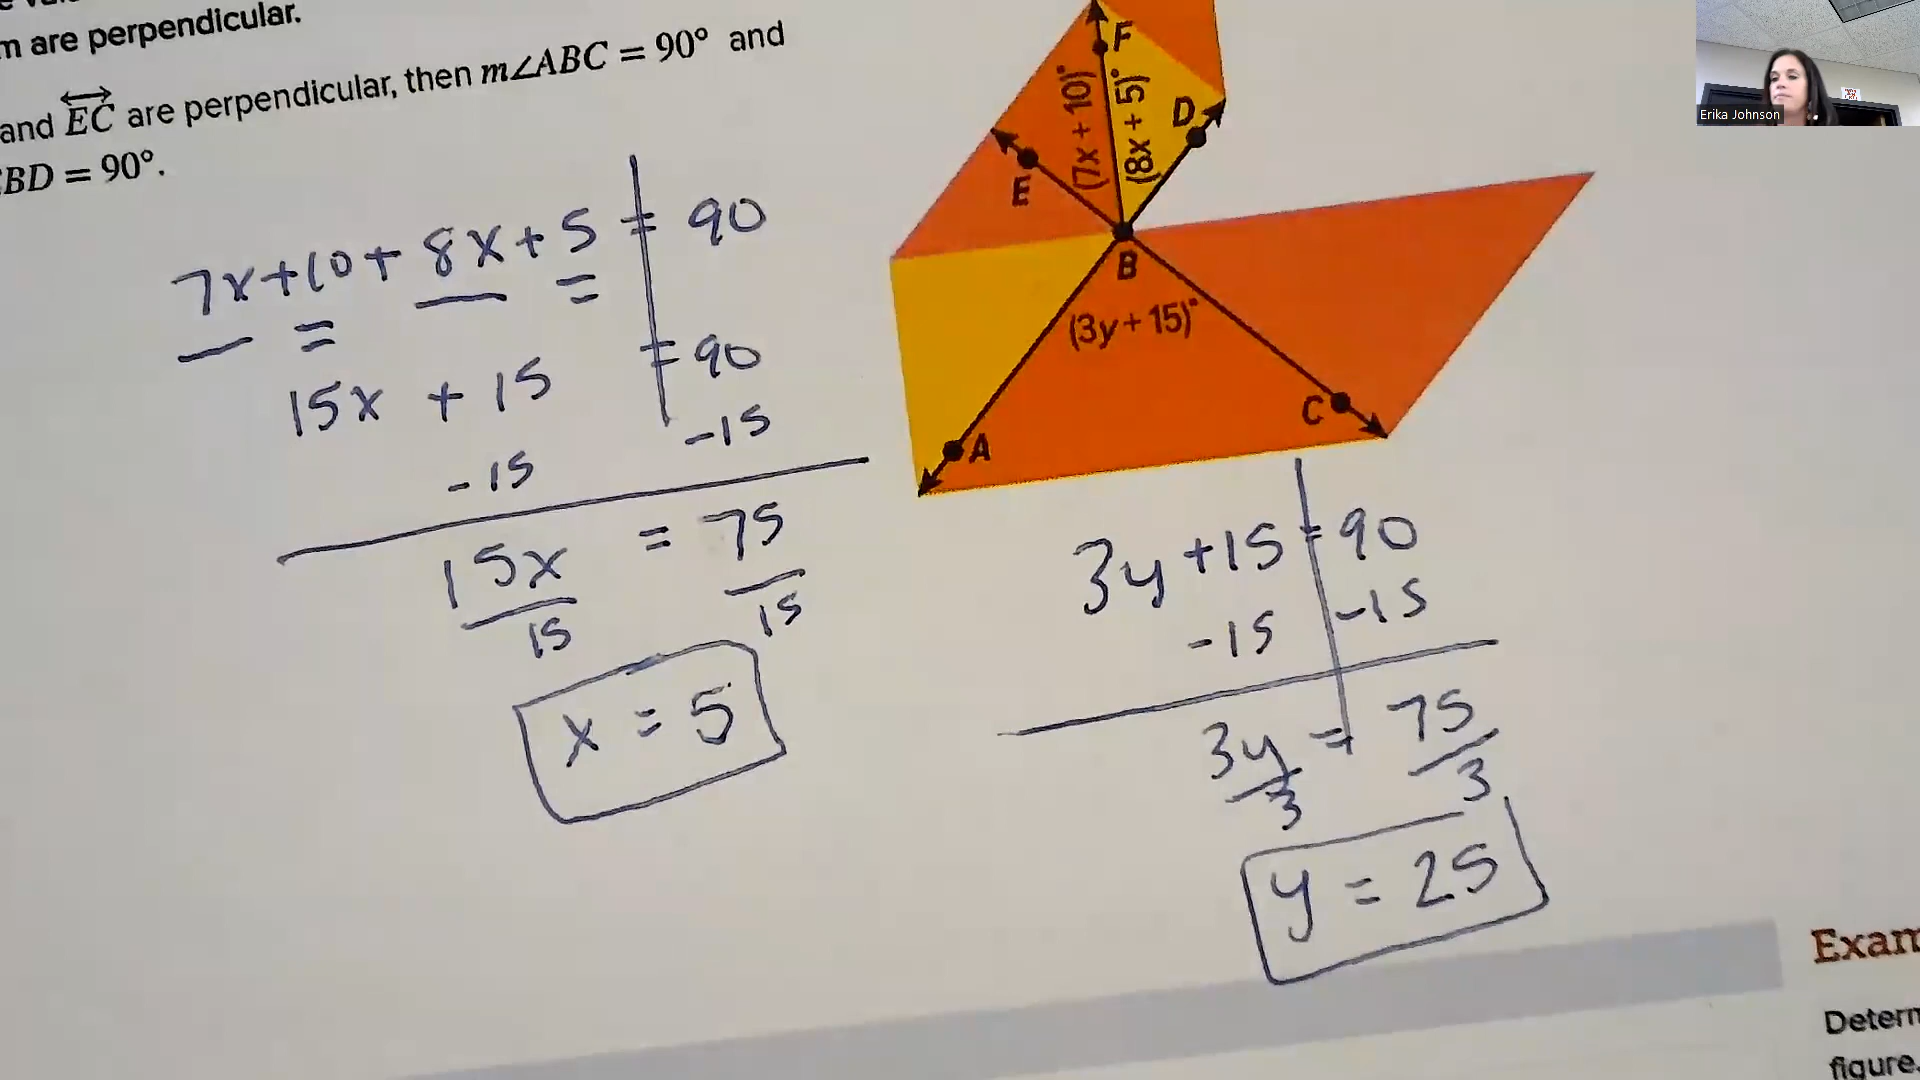 m are perpendicular.
and EC are perpendicular, then m∠ABC = 90° and
BD = 90°.
7x+10+8x+5 = 90
15x + 15 = 90
-15 -15
15x = 75
15 15
x = 5
F
(7x + 10)°
(8x + 5)°
D
E
B
(3y + 15)°
C
A
3y+15 = 90
-15 -15
3y = 75
3 3
y = 25
Erika Johnson
figure.